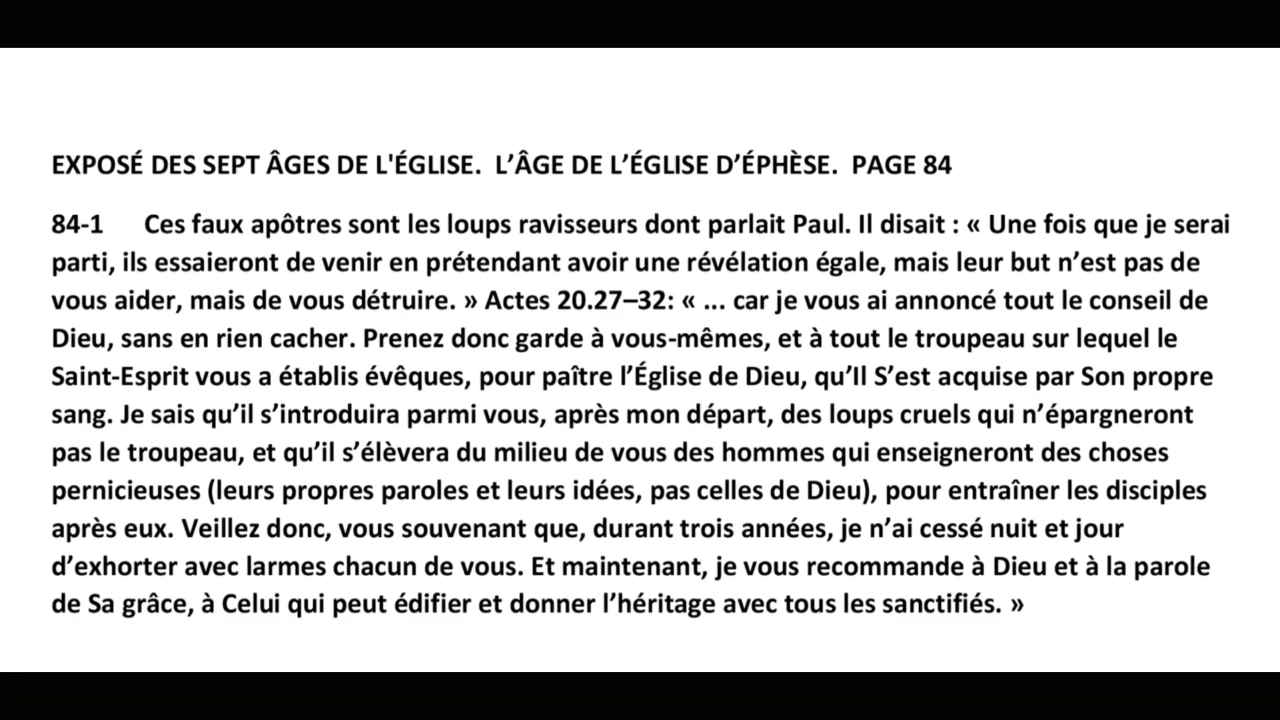 EXPOSÉ DES SEPT ÂGES DE L'ÉGLISE.  L’ÂGE DE L’ÉGLISE D’ÉPHÈSE.  PAGE 84
84-1 Ces faux apôtres sont les loups ravisseurs dont parlait Paul. Il disait : « Une fois que je serai
parti, ils essaieront de venir en prétendant avoir une révélation égale, mais leur but n’est pas de
vous aider, mais de vous détruire. » Actes 20.27–32: « ... car je vous ai annoncé tout le conseil de
Dieu, sans en rien cacher. Prenez donc garde à vous-mêmes, et à tout le troupeau sur lequel le
Saint-Esprit vous a établis évêques, pour paître l’Église de Dieu, qu’Il S’est acquise par Son propre
sang. Je sais qu’il s’introduira parmi vous, après mon départ, des loups cruels qui n’épargneront
pas le troupeau, et qu’il s’élèvera du milieu de vous des hommes qui enseigneront des choses
pernicieuses (leurs propres paroles et leurs idées, pas celles de Dieu), pour entraîner les disciples
après eux. Veillez donc, vous souvenant que, durant trois années, je n’ai cessé nuit et jour
d’exhorter avec larmes chacun de vous. Et maintenant, je vous recommande à Dieu et à la parole
de Sa grâce, à Celui qui peut édifier et donner l’héritage avec tous les sanctifiés. »